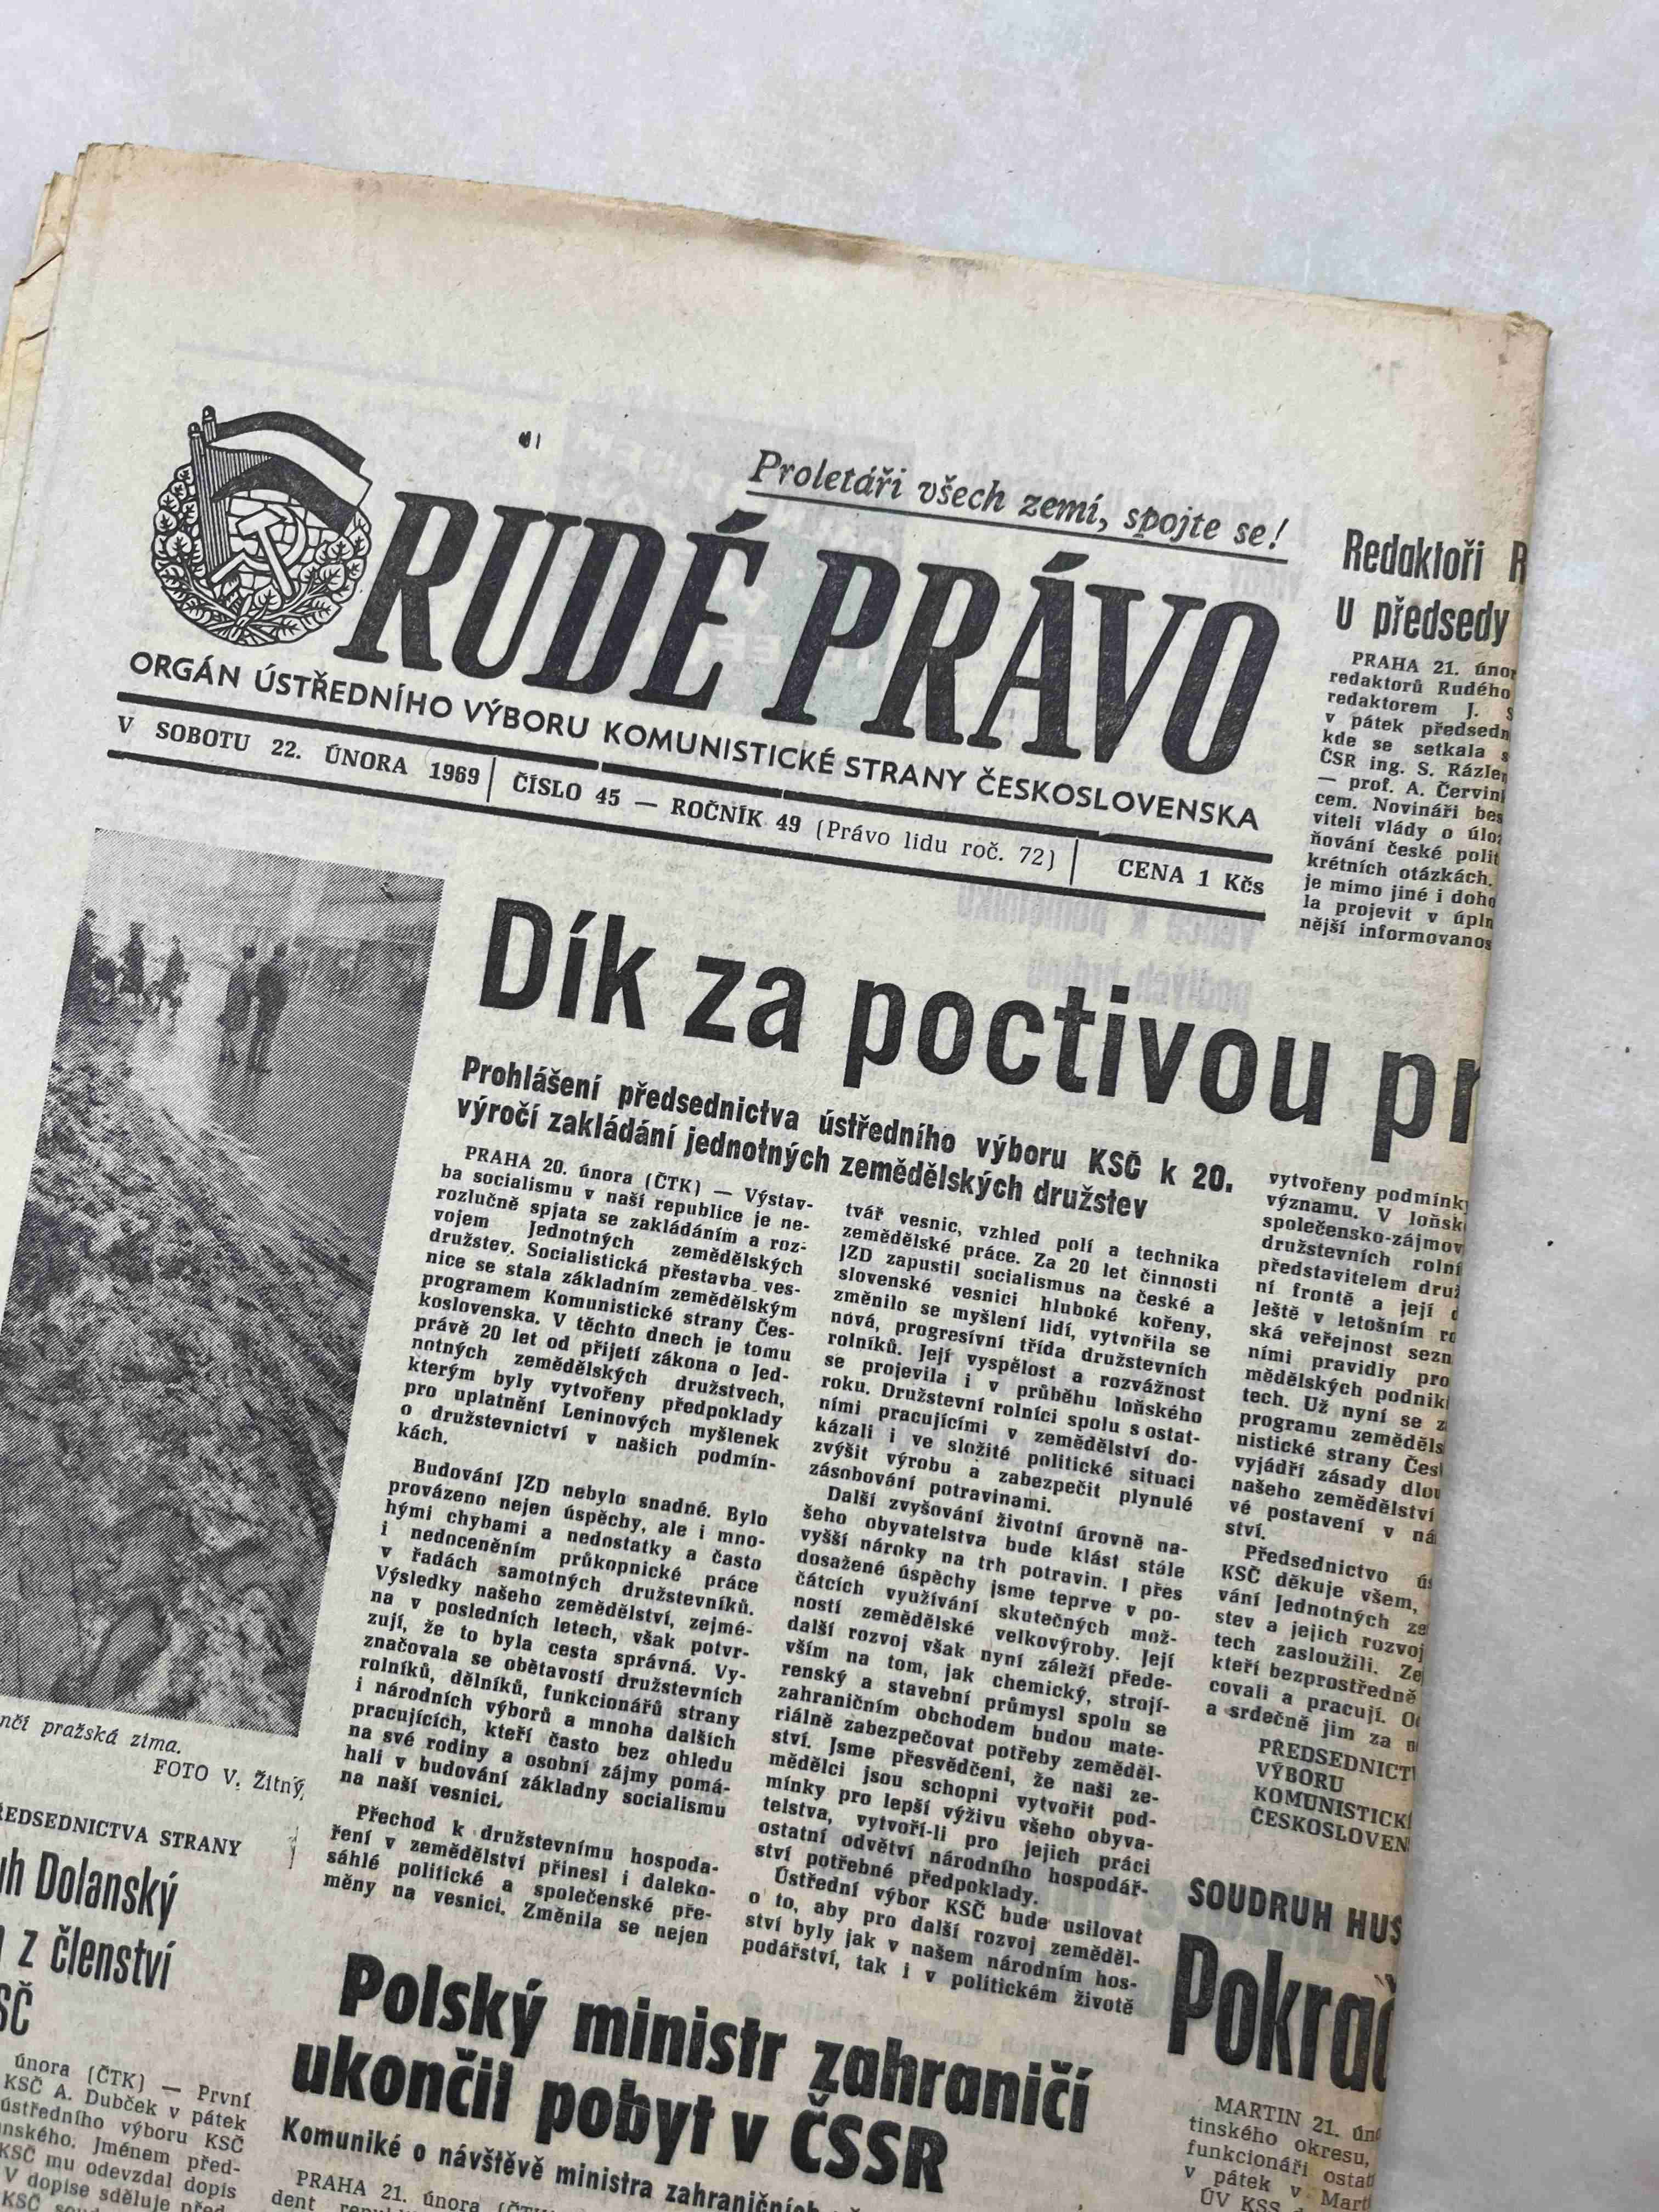 Proletáři všech zemí, spojte se!
RUDÉ PRÁVO
ORGÁN ÚSTŘEDNÍHO VÝBORU KOMUNISTICKÉ STRANY ČESKOSLOVENSKA
V SOBOTU 22. ÚNORA 1969 | ČÍSLO 45 — ROČNÍK 49 (Právo lidu roč. 72) | CENA 1 Kčs
Redaktoři R
u předsedy
PRAHA 21. únor
redaktorů Rudého
redaktorem J. S
v pátek předsedn
kde se setkala s
ČSR ing. S. Rázler
— prof. A. Červink
cem. Novináři bes
viteli vlády o úlo
ňování české polit
krétních otázkách.
je mimo jiné i doho
la projevit v úpln
nější informovanos
Dík za poctivou pr
Prohlášení předsednictva ústředního výboru KSČ k 20.
výročí zakládání jednotných zemědělských družstev
PRAHA 20. února (ČTK) — Výstav-
ba socialismu v naší republice je ne-
rozlučně spjata se zakládáním a roz-
vojem Jednotných zemědělských
družstev. Socialistická přestavba ves-
nice se stala základním zemědělským
programem Komunistické strany Čes-
koslovenska. V těchto dnech je tomu
právě 20 let od přijetí zákona o Jed-
notných zemědělských družstvech,
kterým byly vytvořeny předpoklady
pro uplatnění Leninových myšlenek
o družstevnictví v našich podmín-
kách.
Budování JZD nebylo snadné. Bylo
provázeno nejen úspěchy, ale i mno-
hými chybami a nedostatky a často
i nedoceněním průkopnické práce
v řadách samotných družstevníků.
Výsledky našeho zemědělství, zejmé-
na v posledních letech, však potvr-
zují, že to byla cesta správná. Vy-
značovala se obětavostí družstevních
rolníků, dělníků, funkcionářů strany
i národních výborů a mnoha dalších
pracujících, kteří často bez ohledu
na své rodiny a osobní zájmy pomá-
hali v budování základny socialismu
na naší vesnici.
Přechod k družstevnímu hospoda-
ření v zemědělství přinesl i daleko-
sáhlé politické a společenské pře-
měny na vesnici. Změnila se nejen
tvář vesnic, vzhled polí a technika
zemědělské práce. Za 20 let činnosti
JZD zapustil socialismus na české a
slovenské vesnici hluboké kořeny,
změnilo se myšlení lidí, vytvořila se
nová, progresívní třída družstevních
rolníků. Její vyspělost a rozvážnost
se projevila i v průběhu loňského
roku. Družstevní rolníci spolu s ostat-
ními pracujícími v zemědělství do-
kázali i ve složité politické situaci
zvýšit výrobu a zabezpečit plynulé
zásobování potravinami.
Další zvyšování životní úrovně na-
šeho obyvatelstva bude klást stále
vyšší nároky na trh potravin. I přes
dosažené úspěchy jsme teprve v po-
čátcích využívání skutečných mož-
ností zemědělské velkovýroby. Její
další rozvoj však nyní záleží přede-
vším na tom, jak chemický, strojí-
renský a stavební průmysl spolu se
zahraničním obchodem budou mate-
riálně zabezpečovat potřeby zeměděl-
ství. Jsme přesvědčeni, že naši ze-
mědělci jsou schopni vytvořit pod-
mínky pro lepší výživu všeho obyva-
telstva, vytvoří-li pro jejich práci
ostatní odvětví národního hospodář-
ství potřebné předpoklady.
Ústřední výbor KSČ bude usilovat
o to, aby pro další rozvoj zeměděl-
ství byly jak v našem národním hos-
podářství, tak i v politickém životě
vytvořeny podmínky
významu. V loňsk
společensko-zájmov
družstevních rolní
představitelem druž
ní frontě a její
Ještě v letošním ro
ská veřejnost sezn
ními pravidly pro
mědělských podnik
tech. Už nyní se z
programu zeměděls
nistické strany Česk
vyjádří zásady dlou
našeho zemědělství
vé postavení v ná
ství.
Předsednictvo ús
KSČ děkuje všem,
vání Jednotných ze
stev a jejich rozvoj
tech zasloužili. Ze
kteří bezprostředně
covali a pracují. Oc
a srdečně jim za n
PŘEDSEDNICT
VÝBORU
KOMUNISTICK
ČESKOSLOVEN
nčí pražská zima.
FOTO V. Žitný
ŘEDSEDNICTVA STRANY
uh Dolanský
z členství
SČ
února (ČTK) — První
KSČ A. Dubček v pátek
ústředního výboru KSČ
nského. Jménem před-
KSČ mu odevzdal dopis
V dopise sděluje před-
KSČ
Polský ministr zahraničí
ukončil pobyt v ČSSR
Komuniké o návštěvě ministra zahraničních
PRAHA 21. února
dent
SOUDRUH HUS
Pokrač
MARTIN 21. úno
tinského okresu,
funkcionáři ostat
v pátek v Mart
ÚV KSS